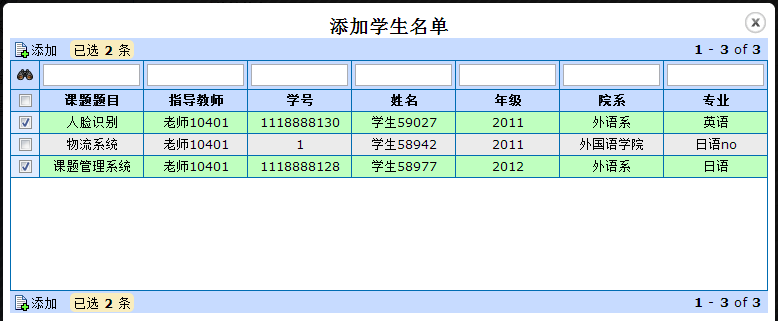 添加学生名单
添加 已选 2 条 1 - 3 of 3
课题题目 指导教师 学号 姓名 年级 院系 专业
人脸识别 老师10401 1118888130 学生59027 2011 外语系 英语
物流系统 老师10401 1 学生58942 2011 外国语学院 日语no
课题管理系统 老师10401 1118888128 学生58977 2012 外语系 日语
添加 已选 2 条 1 - 3 of 3